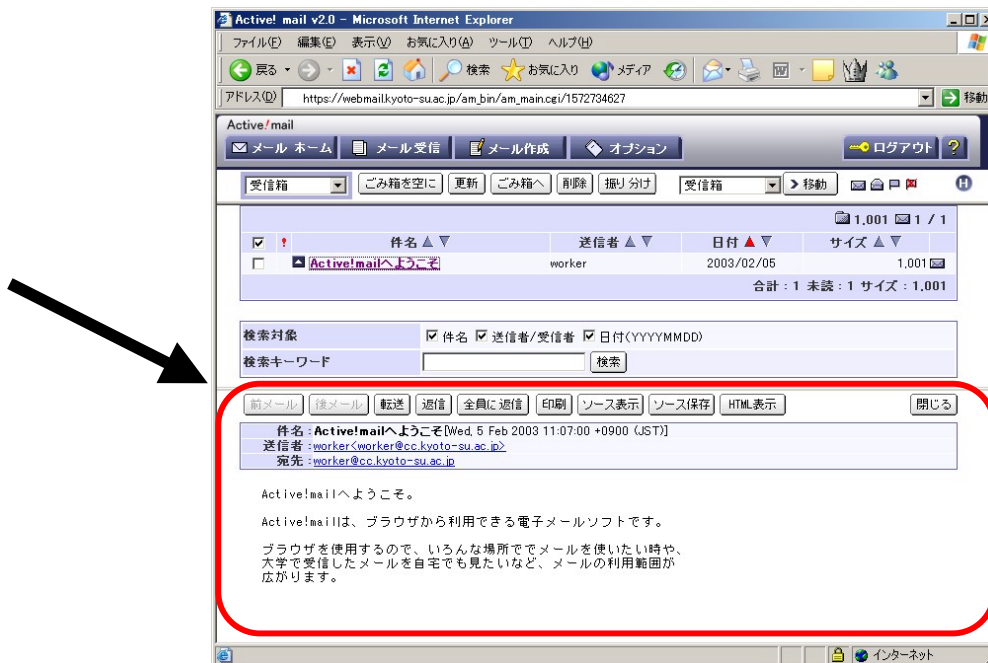 Active! mail v2.0 - Microsoft Internet Explorer
ファイル(F) 編集(E) 表示(V) お気に入り(A) ツール(T) ヘルプ(H)
戻る 検索 お気に入り メディア
アドレス(D) https://webmail.kyoto-su.ac.jp/am_bin/am_main.cgi/1572734627 移動
Active!mail
メール ホーム メール受信 メール作成 オプション ログアウト ?
受信箱 ごみ箱を空に 更新 ごみ箱へ 削除 振り分け 受信箱 移動 H
1,001 1 / 1
! 件名 送信者 日付 サイズ
Active!mailへようこそ worker 2003/02/05 1,001
合計：1 未読：1 サイズ：1,001
検索対象 件名 送信者/受信者 日付(YYYYMMDD)
検索キーワード 検索
前メール 後メール 転送 返信 全員に返信 印刷 ソース表示 ソース保存 HTML表示 閉じる
件名：Active!mailへようこそ[Wed, 5 Feb 2003 11:07:00 +0900 (JST)]
送信者：worker<worker@cc.kyoto-su.ac.jp>
宛先：worker@cc.kyoto-su.ac.jp
Active!mailへようこそ。
Active!mailは、ブラウザから利用できる電子メールソフトです。
ブラウザを使用するので、いろんな場所ででメールを使いたい時や、
大学で受信したメールを自宅でも見たいなど、メールの利用範囲が
広がります。
インターネット